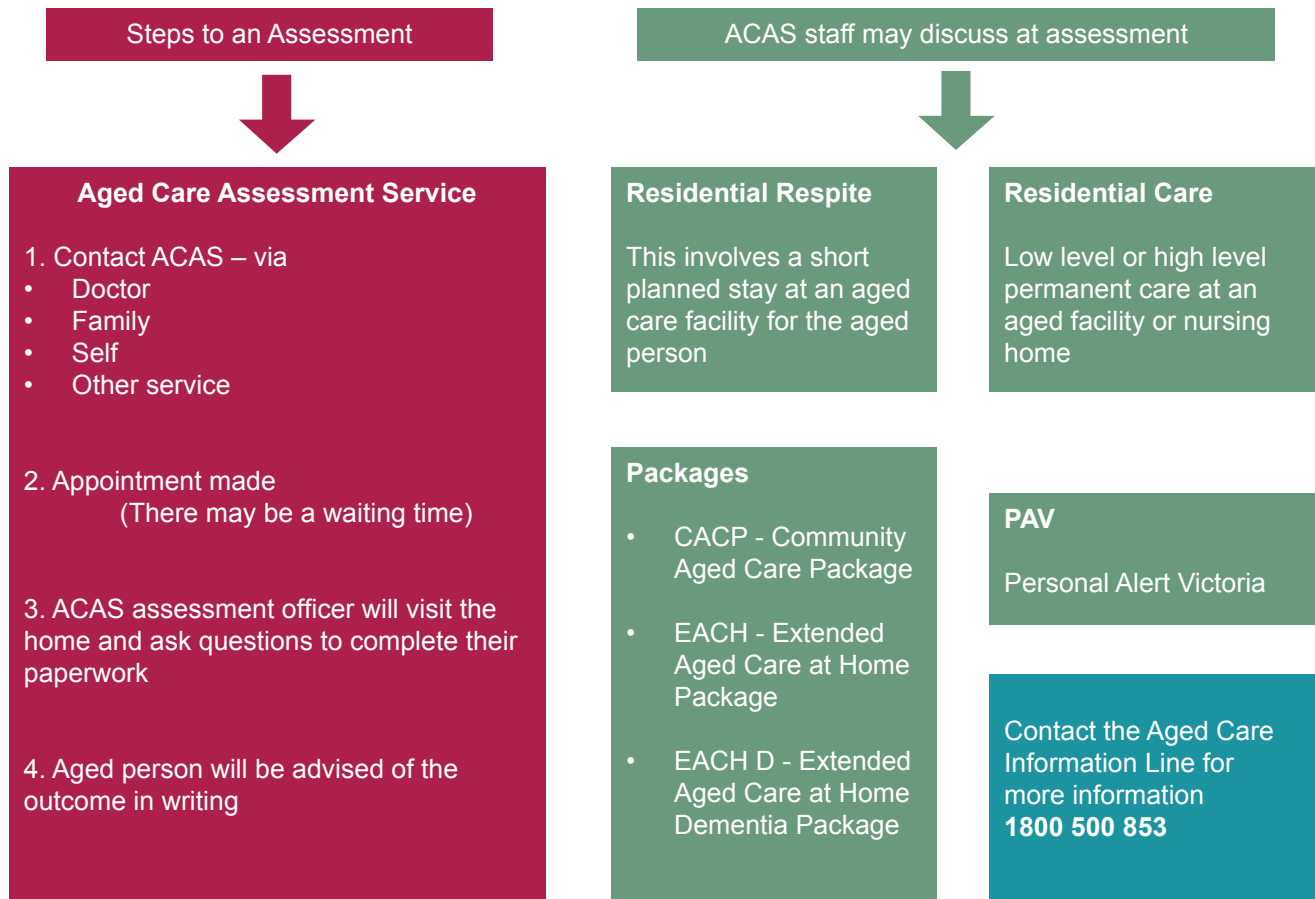 Steps to an Assessment
ACAS staff may discuss at assessment
Aged Care Assessment Service
1. Contact ACAS – via
• Doctor
• Family
• Self
• Other service
2. Appointment made
(There may be a waiting time)
3. ACAS assessment officer will visit the
home and ask questions to complete their
paperwork
4. Aged person will be advised of the
outcome in writing
Residential Respite
This involves a short
planned stay at an aged
care facility for the aged
person
Residential Care
Low level or high level
permanent care at an
aged facility or nursing
home
Packages
• CACP - Community
Aged Care Package
• EACH - Extended
Aged Care at Home
Package
• EACH D - Extended
Aged Care at Home
Dementia Package
PAV
Personal Alert Victoria
Contact the Aged Care
Information Line for
more information
1800 500 853